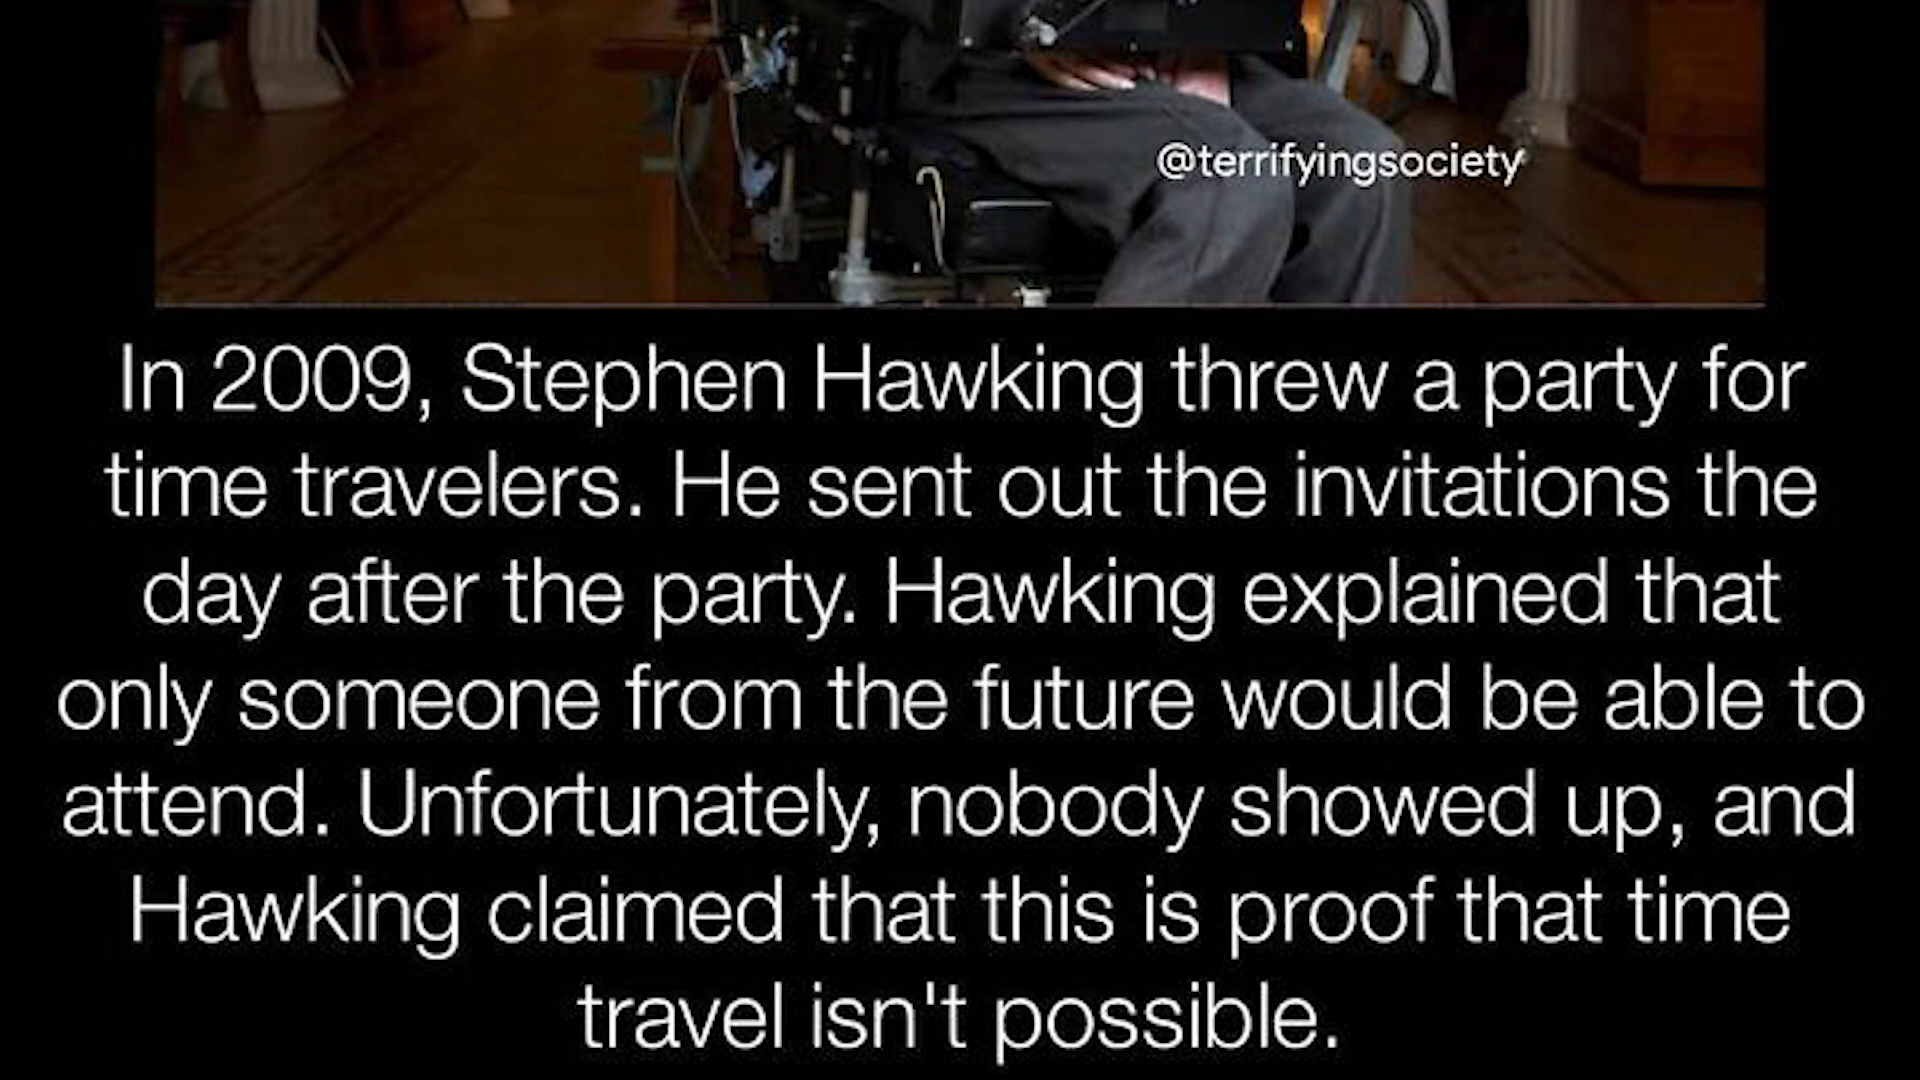 @terrifyingsociety
In 2009, Stephen Hawking threw a party for
time travelers. He sent out the invitations the
day after the party. Hawking explained that
only someone from the future would be able to
attend. Unfortunately, nobody showed up, and
Hawking claimed that this is proof that time
travel isn't possible.